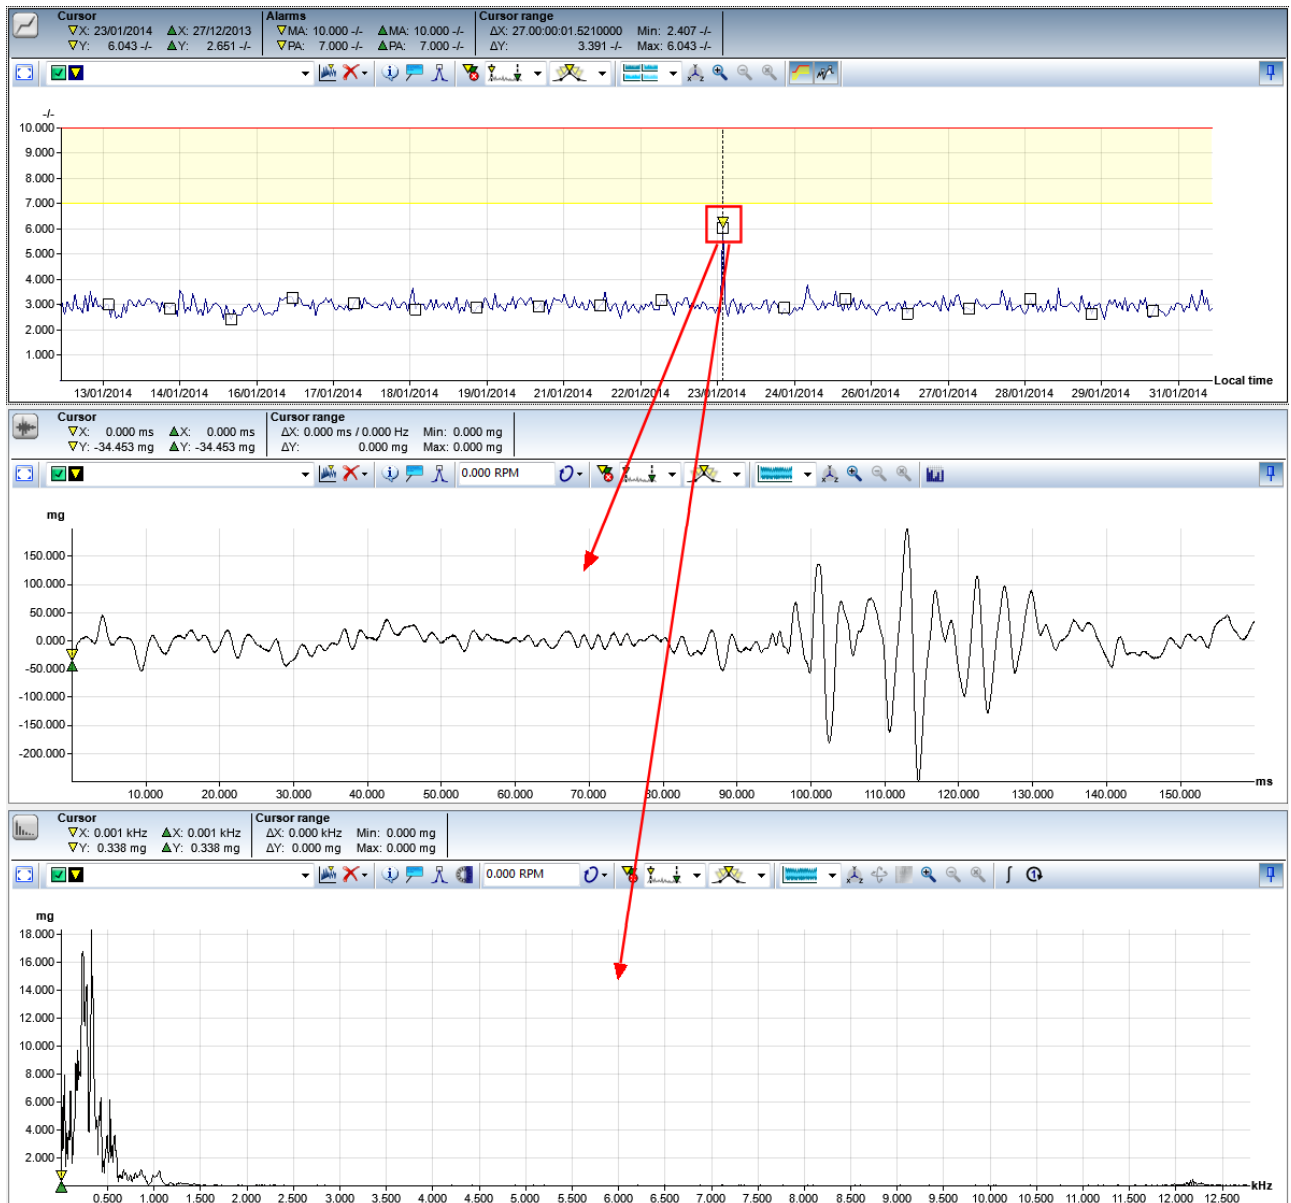 Cursor Alarms Cursor range
X: 23/01/2014 X: 27/12/2013 MA: 10.000 -/- MA: 10.000 -/- ΔX: 27.00:00:01.5210000 Min: 2.407 -/-
Y: 6.043 -/- Y: 2.651 -/- PA: 7.000 -/- PA: 7.000 -/- ΔY: 3.391 -/- Max: 6.043 -/-
-/-
10.000
9.000
8.000
7.000
6.000
5.000
4.000
3.000
2.000
1.000
Local time
13/01/2014 14/01/2014 16/01/2014 17/01/2014 18/01/2014 19/01/2014 21/01/2014 22/01/2014 23/01/2014 24/01/2014 26/01/2014 27/01/2014 28/01/2014 29/01/2014 31/01/2014
Cursor Cursor range
X: 0.000 ms X: 0.000 ms ΔX: 0.000 ms / 0.000 Hz Min: 0.000 mg
Y: -34.453 mg Y: -34.453 mg ΔY: 0.000 mg Max: 0.000 mg
0.000 RPM
mg
150.000
100.000
50.000
0.000
-50.000
-100.000
-150.000
-200.000
ms
10.000 20.000 30.000 40.000 50.000 60.000 70.000 80.000 90.000 100.000 110.000 120.000 130.000 140.000 150.000
Cursor Cursor range
X: 0.001 kHz X: 0.001 kHz ΔX: 0.000 kHz Min: 0.000 mg
Y: 0.338 mg Y: 0.338 mg ΔY: 0.000 mg Max: 0.000 mg
0.000 RPM
mg
18.000
16.000
14.000
12.000
10.000
8.000
6.000
4.000
2.000
kHz
0.500 1.000 1.500 2.000 2.500 3.000 3.500 4.000 4.500 5.000 5.500 6.000 6.500 7.000 7.500 8.000 8.500 9.000 9.500 10.000 10.500 11.000 11.500 12.000 12.500